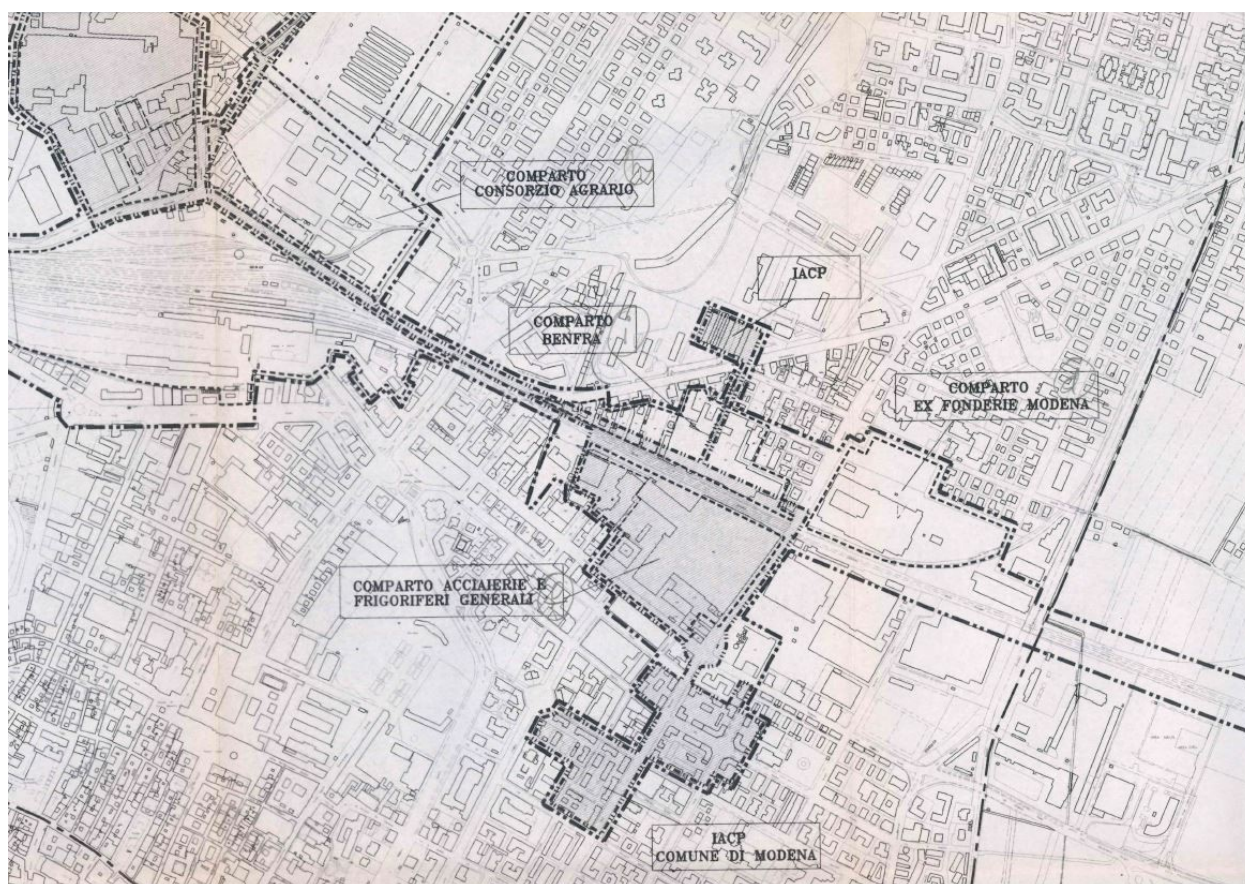 COMPARTO
CONSORZIO AGRARIO
IACP
COMPARTO
BENFRA
COMPARTO
EX FONDERIE MODENA
COMPARTO ACCIAIERIE E
FRIGORIFERI GENERALI
IACP
COMUNE DI MODENA